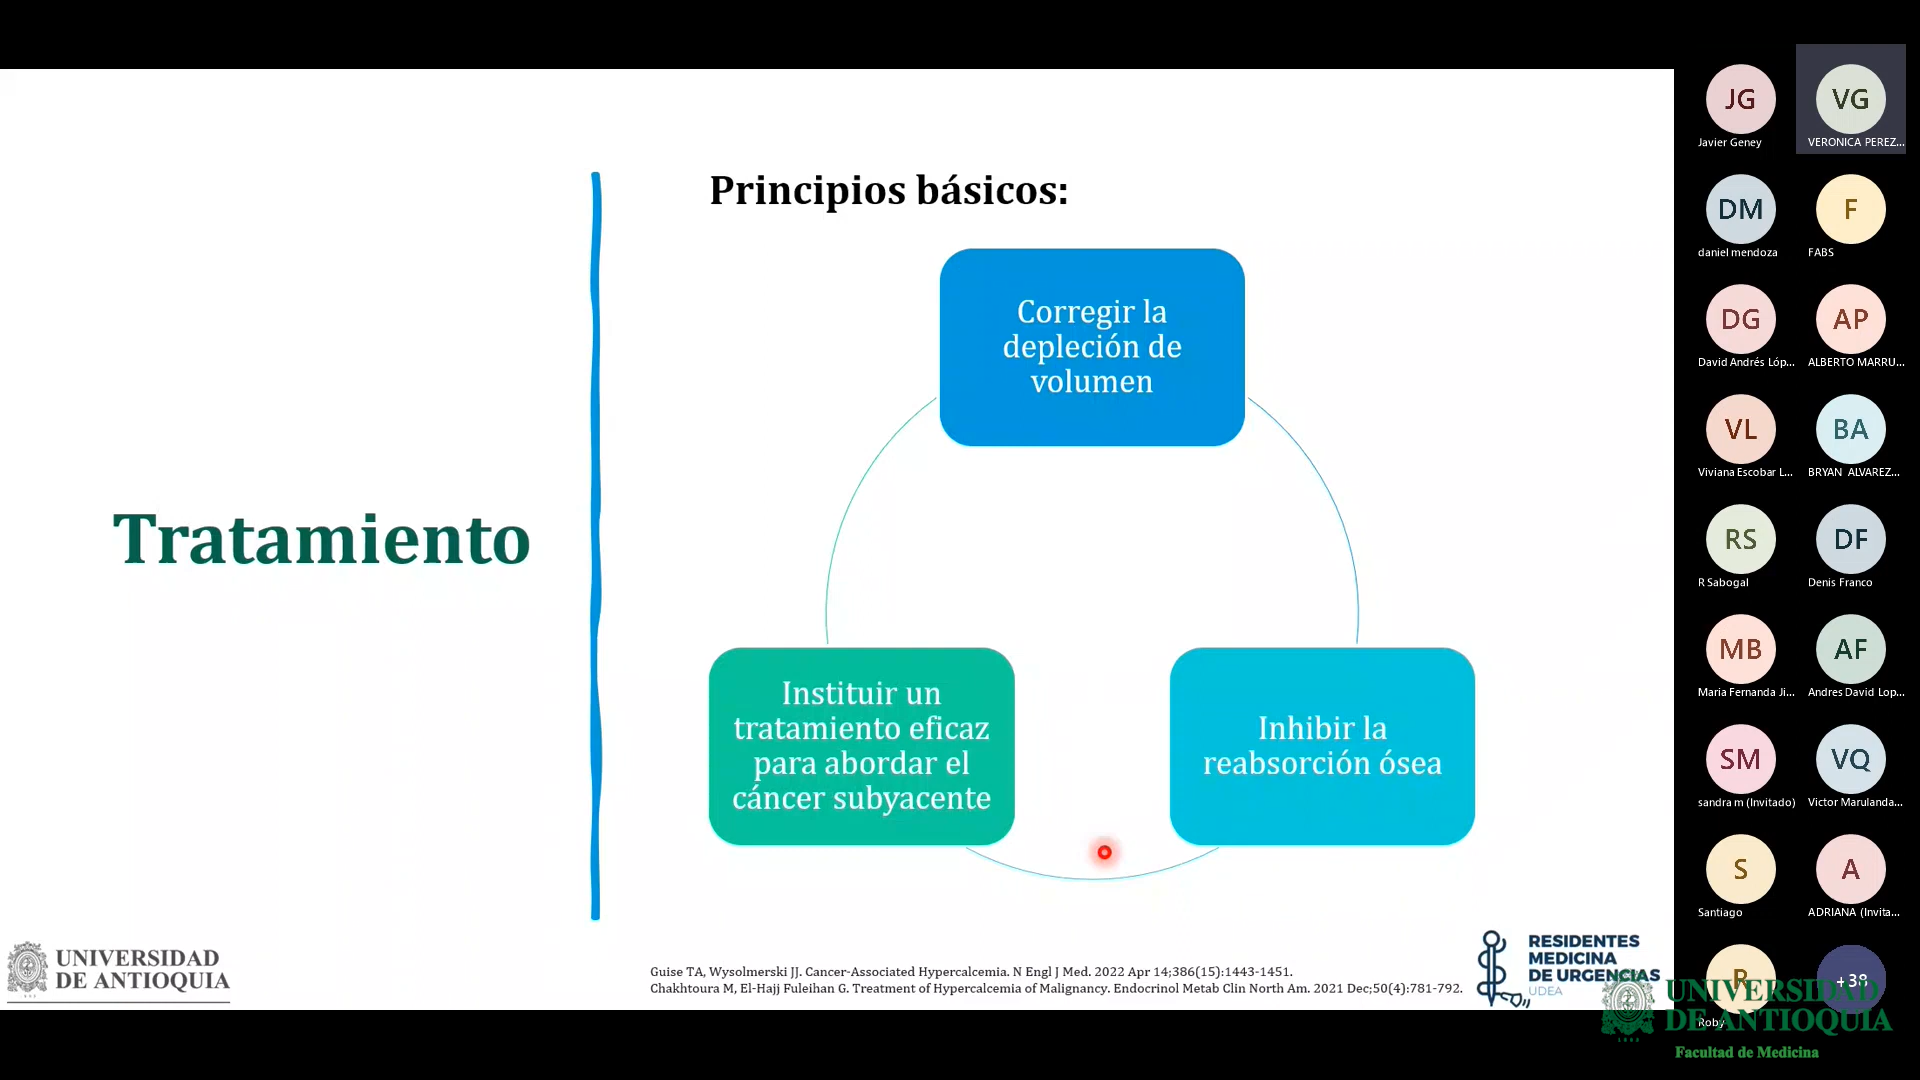 Tratamiento
Principios básicos:
Corregir la
depleción de
volumen
Instituir un
tratamiento eficaz
para abordar el
cáncer subyacente
Inhibir la
reabsorción ósea
UNIVERSIDAD
DE ANTIOQUIA
Guise TA, Wysolmerski JJ. Cancer-Associated Hypercalcemia. N Engl J Med. 2022 Apr 14;386(15):1443-1451.
Chakhtoura M, El-Hajj Fuleihan G. Treatment of Hypercalcemia of Malignancy. Endocrinol Metab Clin North Am. 2021 Dec;50(4):781-792.
RESIDENTES
MEDICINA
DE URGENCIAS
UDEA
JG
Javier Geney
VG
VERONICA PEREZ...
DM
daniel mendoza
F
FABS
DG
David Andrés Lóp...
AP
ALBERTO MARRU...
VL
Viviana Escobar L...
BA
BRYAN ALVAREZ...
RS
R Sabogal
DF
Denis Franco
MB
Maria Fernanda Ji...
AF
Andres David Lop...
SM
sandra m (Invitado)
VQ
Victor Marulanda...
S
Santiago
A
ADRIANA (Invita...
R
Roby
+38
UNIVERSIDAD
DE ANTIOQUIA
Facultad de Medicina